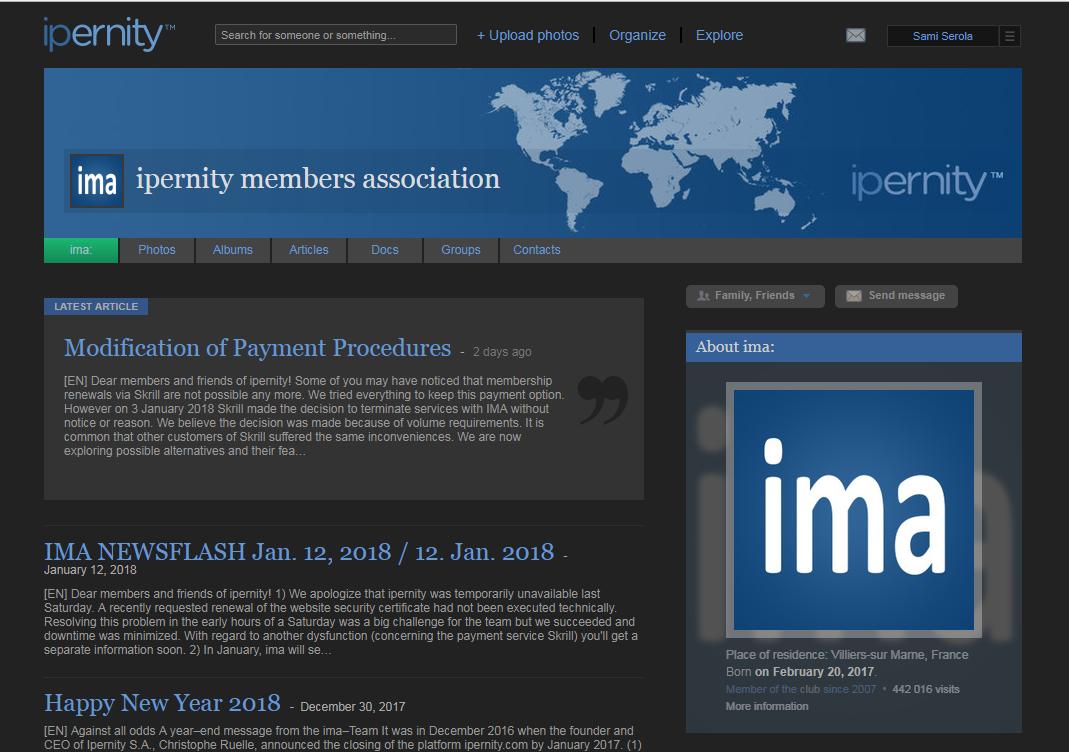 ipernity™
Search for someone or something...
+ Upload photos
Organize
Explore
Sami Serola
ima
ipernity members association
ipernity™
ima:
Photos
Albums
Articles
Docs
Groups
Contacts
LATEST ARTICLE
Modification of Payment Procedures - 2 days ago
[EN] Dear members and friends of ipernity! Some of you may have noticed that membership
renewals via Skrill are not possible any more. We tried everything to keep this payment option.
However on 3 January 2018 Skrill made the decision to terminate services with IMA without
notice or reason. We believe the decision was made because of volume requirements. It is
common that other customers of Skrill suffered the same inconveniences. We are now
exploring possible alternatives and their fea...
IMA NEWSFLASH Jan. 12, 2018 / 12. Jan. 2018 -
January 12, 2018
[EN] Dear members and friends of ipernity! 1) We apologize that ipernity was temporarily unavailable last
Saturday. A recently requested renewal of the website security certificate had not been executed technically.
Resolving this problem in the early hours of a Saturday was a big challenge for the team but we succeeded and
downtime was minimized. With regard to another dysfunction (concerning the payment service Skrill) you'll get a
separate information soon. 2) In January, ima will se...
Happy New Year 2018 - December 30, 2017
[EN] Against all odds A year–end message from the ima–Team It was in December 2016 when the founder and
CEO of Ipernity S.A., Christophe Ruelle, announced the closing of the platform ipernity.com by January 2017. (1)
Family, Friends
Send message
About ima:
ima
Place of residence: Villiers-sur Marne, France
Born on February 20, 2017.
Member of the club since 2007 • 442 016 visits
More information